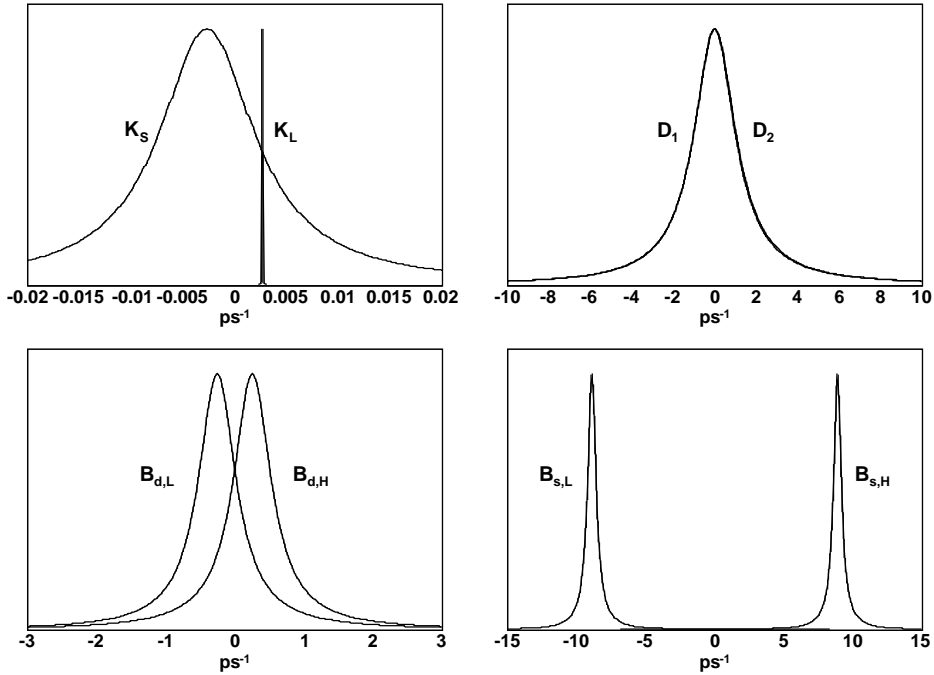 K_S K_L
-0.02 -0.015 -0.01 -0.005 0 0.005 0.01 0.015 0.02
ps⁻¹
D_1 D_2
-10 -8 -6 -4 -2 0 2 4 6 8 10
ps⁻¹
B_d,L B_d,H
-3 -2 -1 0 1 2 3
ps⁻¹
B_s,L B_s,H
-15 -10 -5 0 5 10 15
ps⁻¹